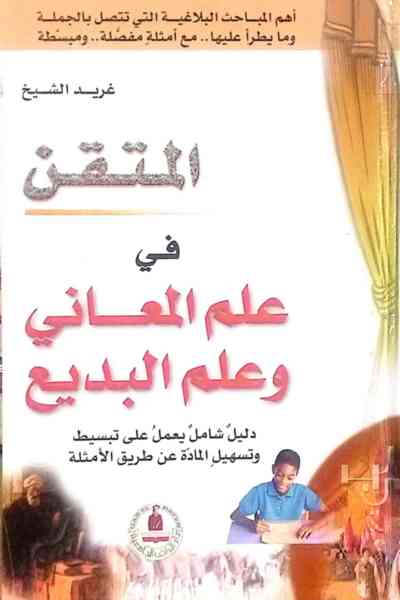 أهم المباحث البلاغية التي تتصل بالجملة
وما يطرأ عليها.. مع أمثلةٍ مفصَّلة.. ومبسّطة
غريد الشيخ
المتقن
في
علم المعاني
وعلم البديع
دليلٌ شاملٌ يعملُ على تبسيط
وتسهيلِ المادّة عن طريق الأمثلة